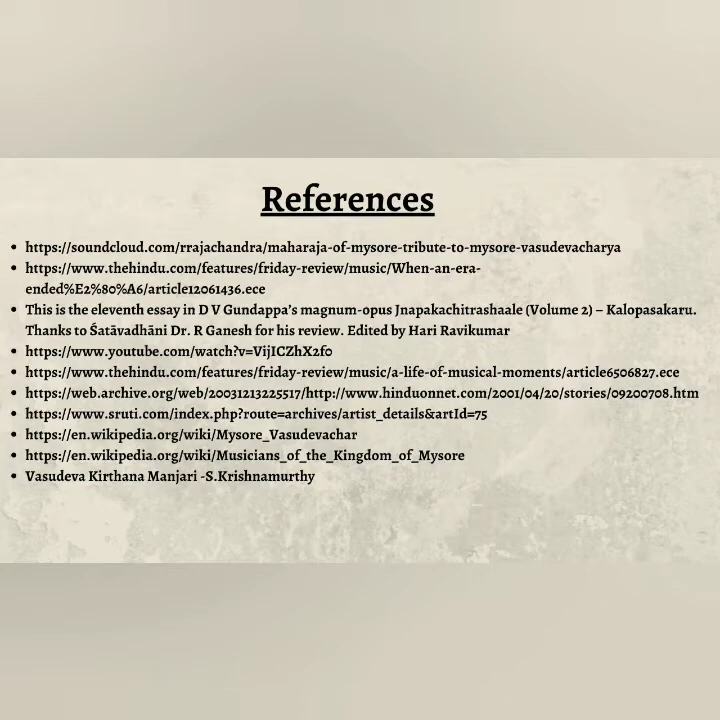 References
• https://soundcloud.com/rrajachandra/maharaja-of-mysore-tribute-to-mysore-vasudevacharya
• https://www.thehindu.com/features/friday-review/music/When-an-era-
ended%E2%80%A6/article12061436.ece
• This is the eleventh essay in D V Gundappa’s magnum-opus Jnapakachitrashaale (Volume 2) – Kalopasakaru.
Thanks to Śatāvadhāni Dr. R Ganesh for his review. Edited by Hari Ravikumar
• https://www.youtube.com/watch?v=VijICZhX2f0
• https://www.thehindu.com/features/friday-review/music/a-life-of-musical-moments/article6506827.ece
• https://web.archive.org/web/20031213225517/http://www.hinduonnet.com/2001/04/20/stories/09200708.htm
• https://www.sruti.com/index.php?route=archives/artist_details&artId=75
• https://en.wikipedia.org/wiki/Mysore_Vasudevachar
• https://en.wikipedia.org/wiki/Musicians_of_the_Kingdom_of_Mysore
• Vasudeva Kirthana Manjari -S.Krishnamurthy